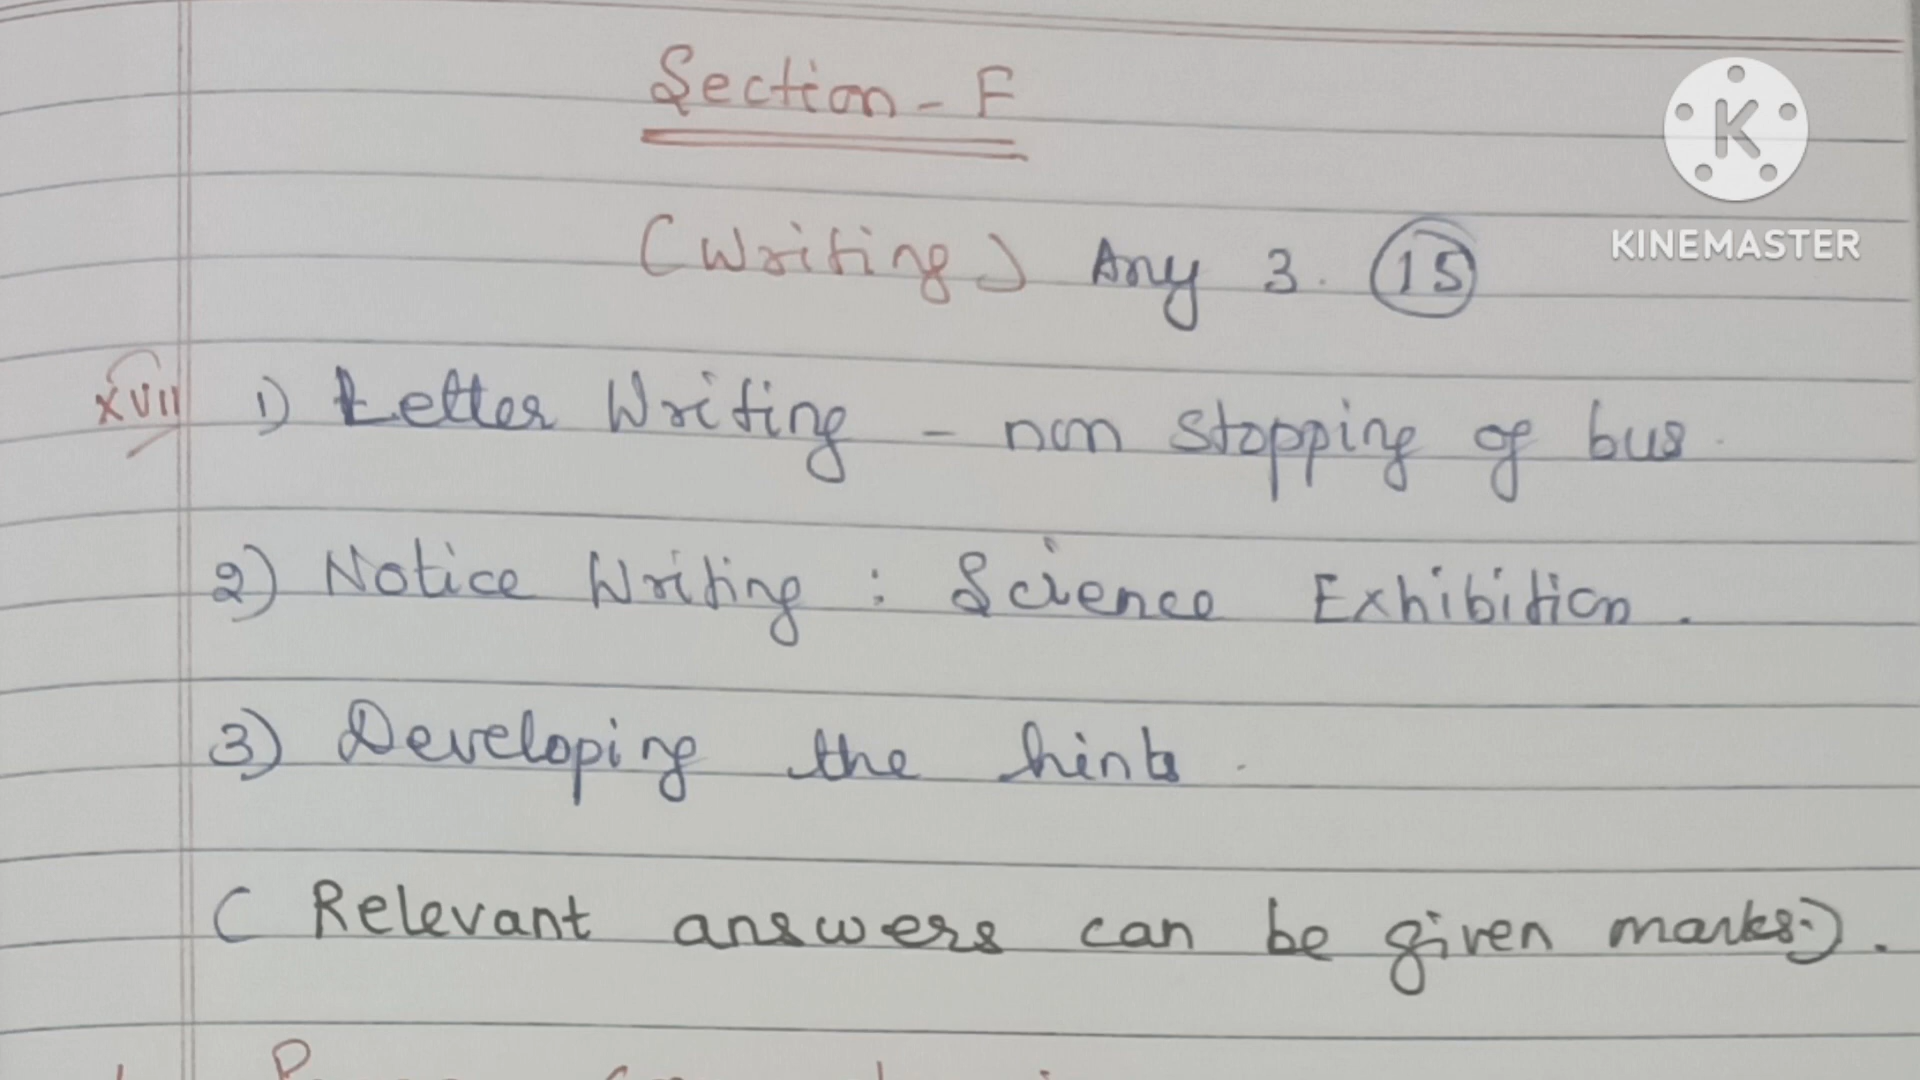 Section - F
K
KINEMASTER
(Writing) Any 3. 15
XVII 1) Letter Writing - non stopping of bus.
2) Notice Writing : Science Exhibition.
3) Developing the hints.
( Relevant answers can be given marks:).